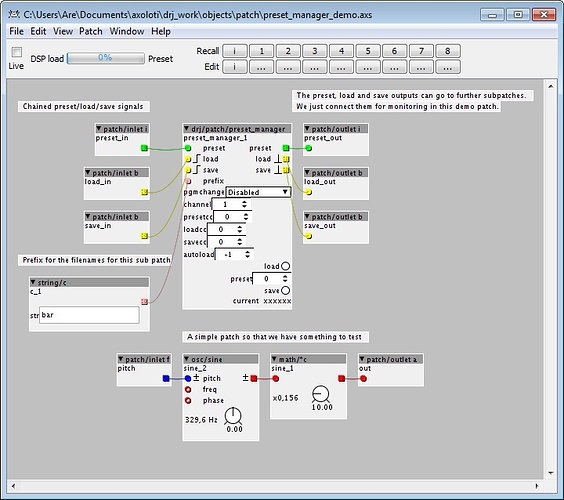 C:\Users\Are\Documents\axoloti\drj_work\objects\patch\preset_manager_demo.axs
File Edit View Patch Window Help
Live
DSP load 0% Preset
Recall i 1 2 3 4 5 6 7 8
Edit i ... ... ... ... ... ... ... ...
The preset, load and save outputs can go to further subpatches.
We just connect them for monitoring in this demo patch.
Chained preset/load/save signals
patch/inlet i
preset_in
patch/inlet b
load_in
patch/inlet b
save_in
drj/patch/preset_manager
preset_manager_1
preset preset
load load
save save
prefix
pgmchange Disabled
channel 1
presetcc 0
loadcc 0
savecc 0
autoload -1
load
preset 0
save
current xxxxxx
patch/outlet i
preset_out
patch/outlet b
load_out
patch/outlet b
save_out
Prefix for the filenames for this sub patch
string/c
c_1
str bar
A simple patch so that we have something to test
patch/inlet f
pitch
osc/sine
sine_2
± pitch ±
freq
phase
329,6 Hz
0.00
math/*c
sine_1
x0,156
10.00
patch/outlet a
out